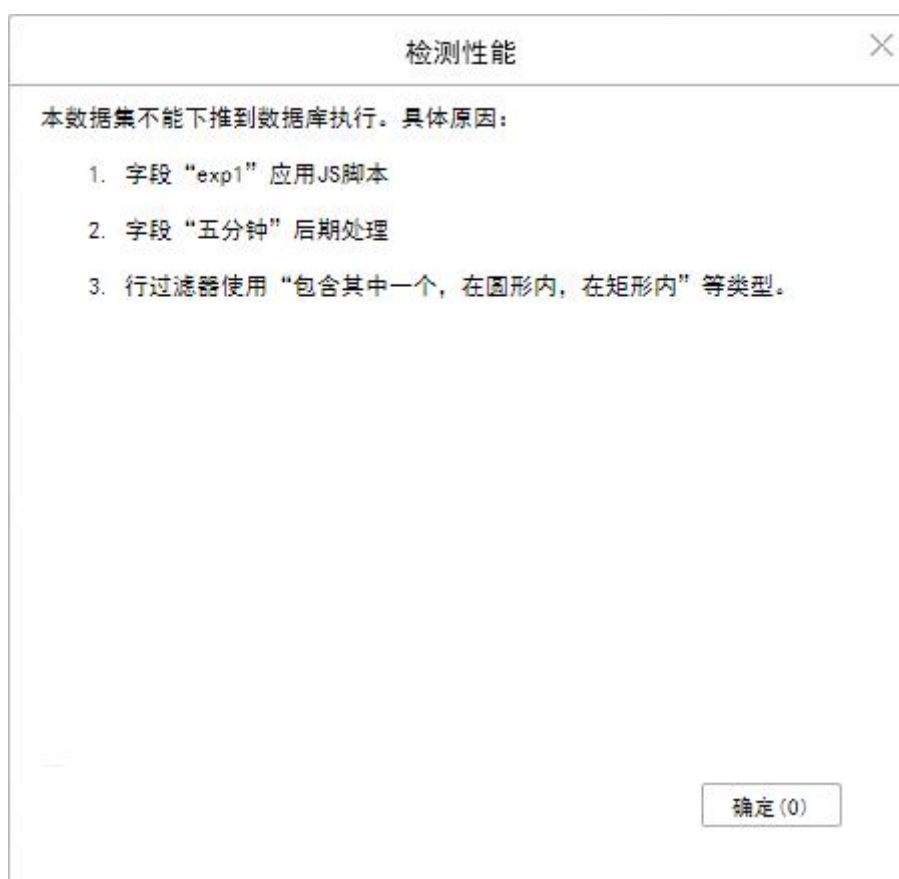 检测性能
本数据集不能下推到数据库执行。具体原因：
1. 字段“exp1”应用JS脚本
2. 字段“五分钟”后期处理
3. 行过滤器使用“包含其中一个，在圆形内，在矩形内”等类型。
确定(O)